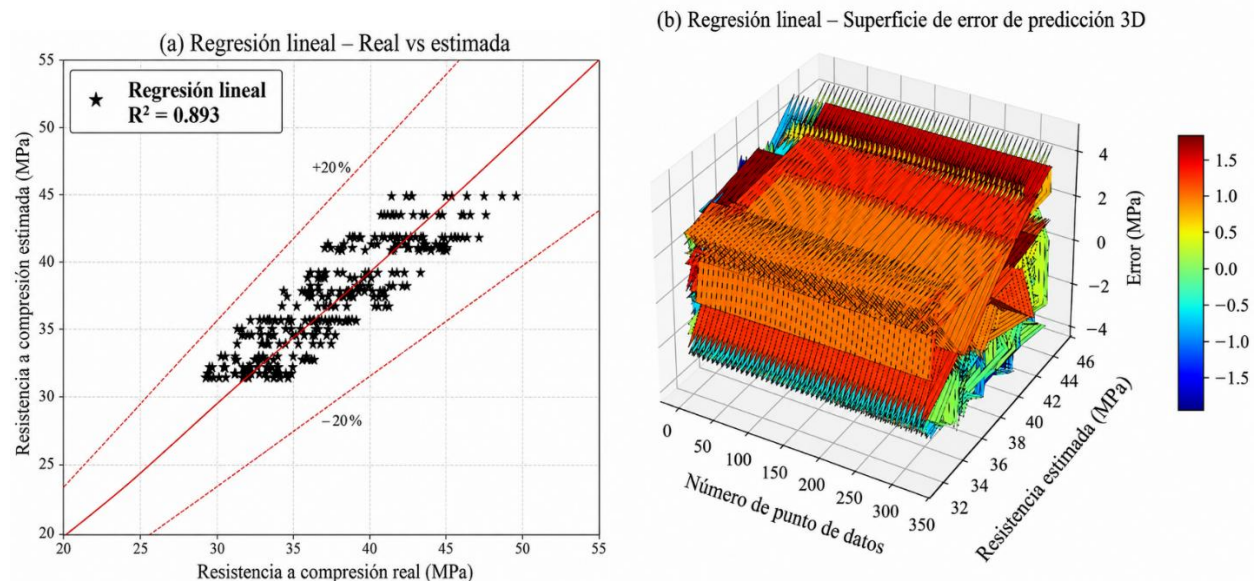 (a) Regresión lineal – Real vs estimada
Regresión lineal
R² = 0.893
+20%
−20%
Resistencia a compresión estimada (MPa)
55
50
45
40
35
30
25
20
20 25 30 35 40 45 50 55
Resistencia a compresión real (MPa)
(b) Regresión lineal – Superficie de error de predicción 3D
4
2
0
−2
−4
Error (MPa)
1.5
1.0
0.5
0.0
−0.5
−1.0
−1.5
46
44
42
40
38
36
34
32
Resistencia estimada (MPa)
0 50 100 150 200 250 300 350
Número de punto de datos